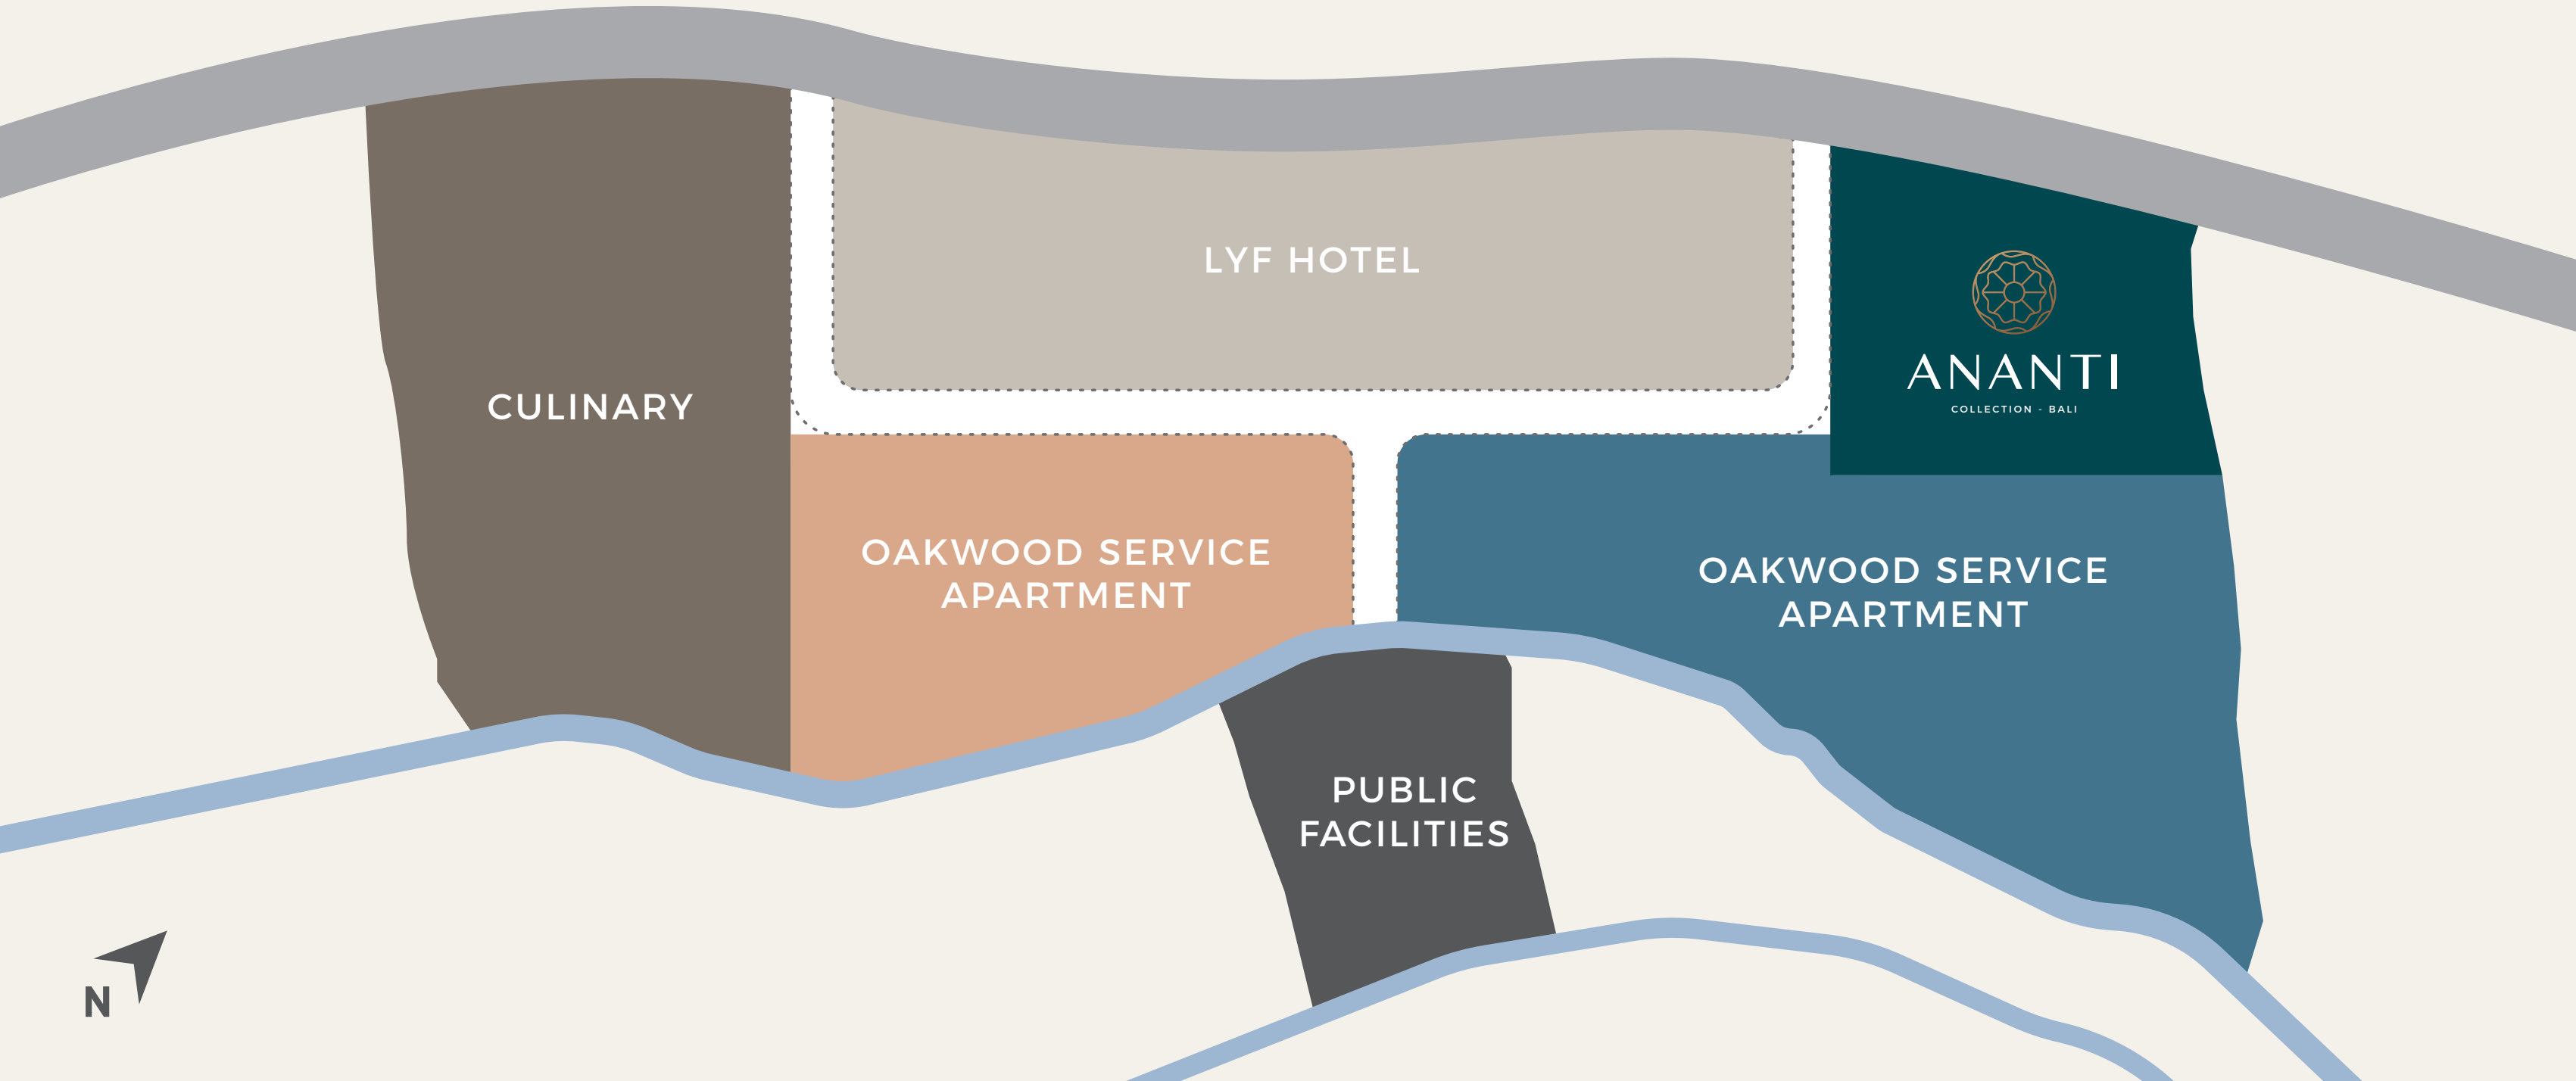 LYF HOTEL
CULINARY
ANANTI
COLLECTION - BALI
OAKWOOD SERVICE
APARTMENT
OAKWOOD SERVICE
APARTMENT
PUBLIC
FACILITIES
N